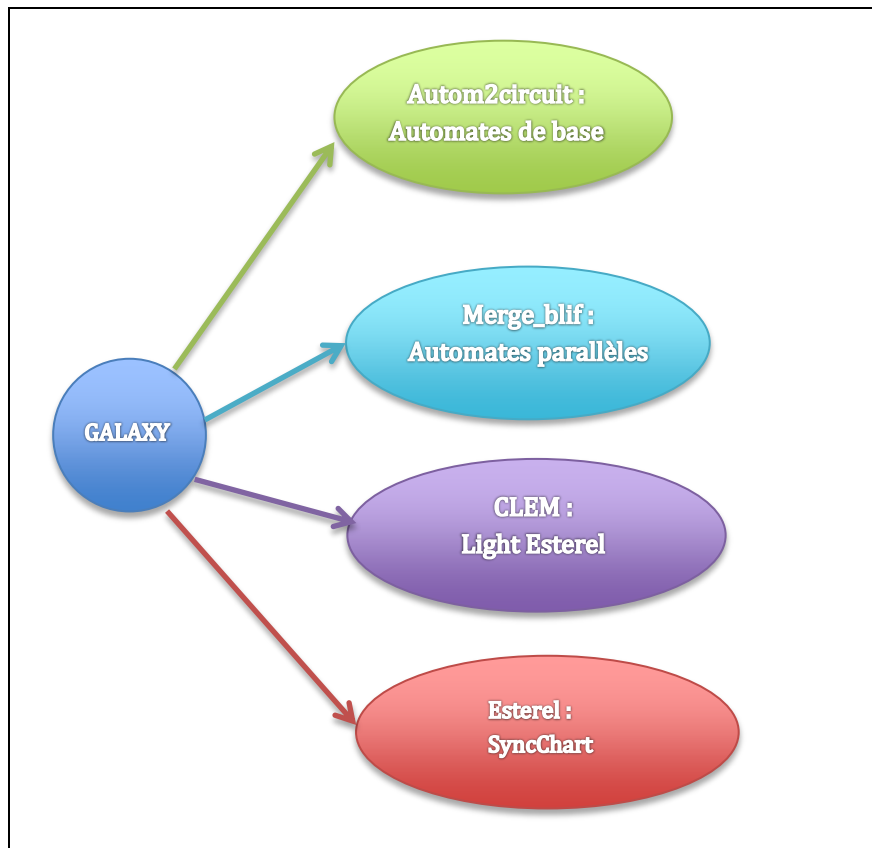 Autom2circuit :
Automates de base
Merge_blif :
Automates parallèles
GALAXY
CLEM :
Light Esterel
Esterel :
SyncChart